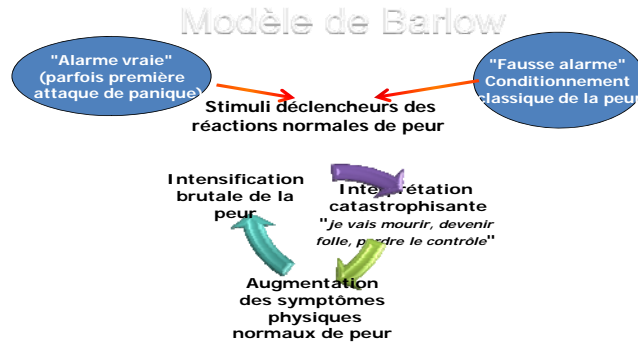 Modèle de Barlow
"Alarme vraie"
(parfois première
attaque de panique)
"Fausse alarme"
Conditionnement
classique de la peur
Stimuli déclencheurs des
réactions normales de peur
Intensification
brutale de la
peur
Interprétation
catastrophisante
"je vais mourir, devenir
folle, perdre le contrôle"
Augmentation
des symptômes
physiques
normaux de peur